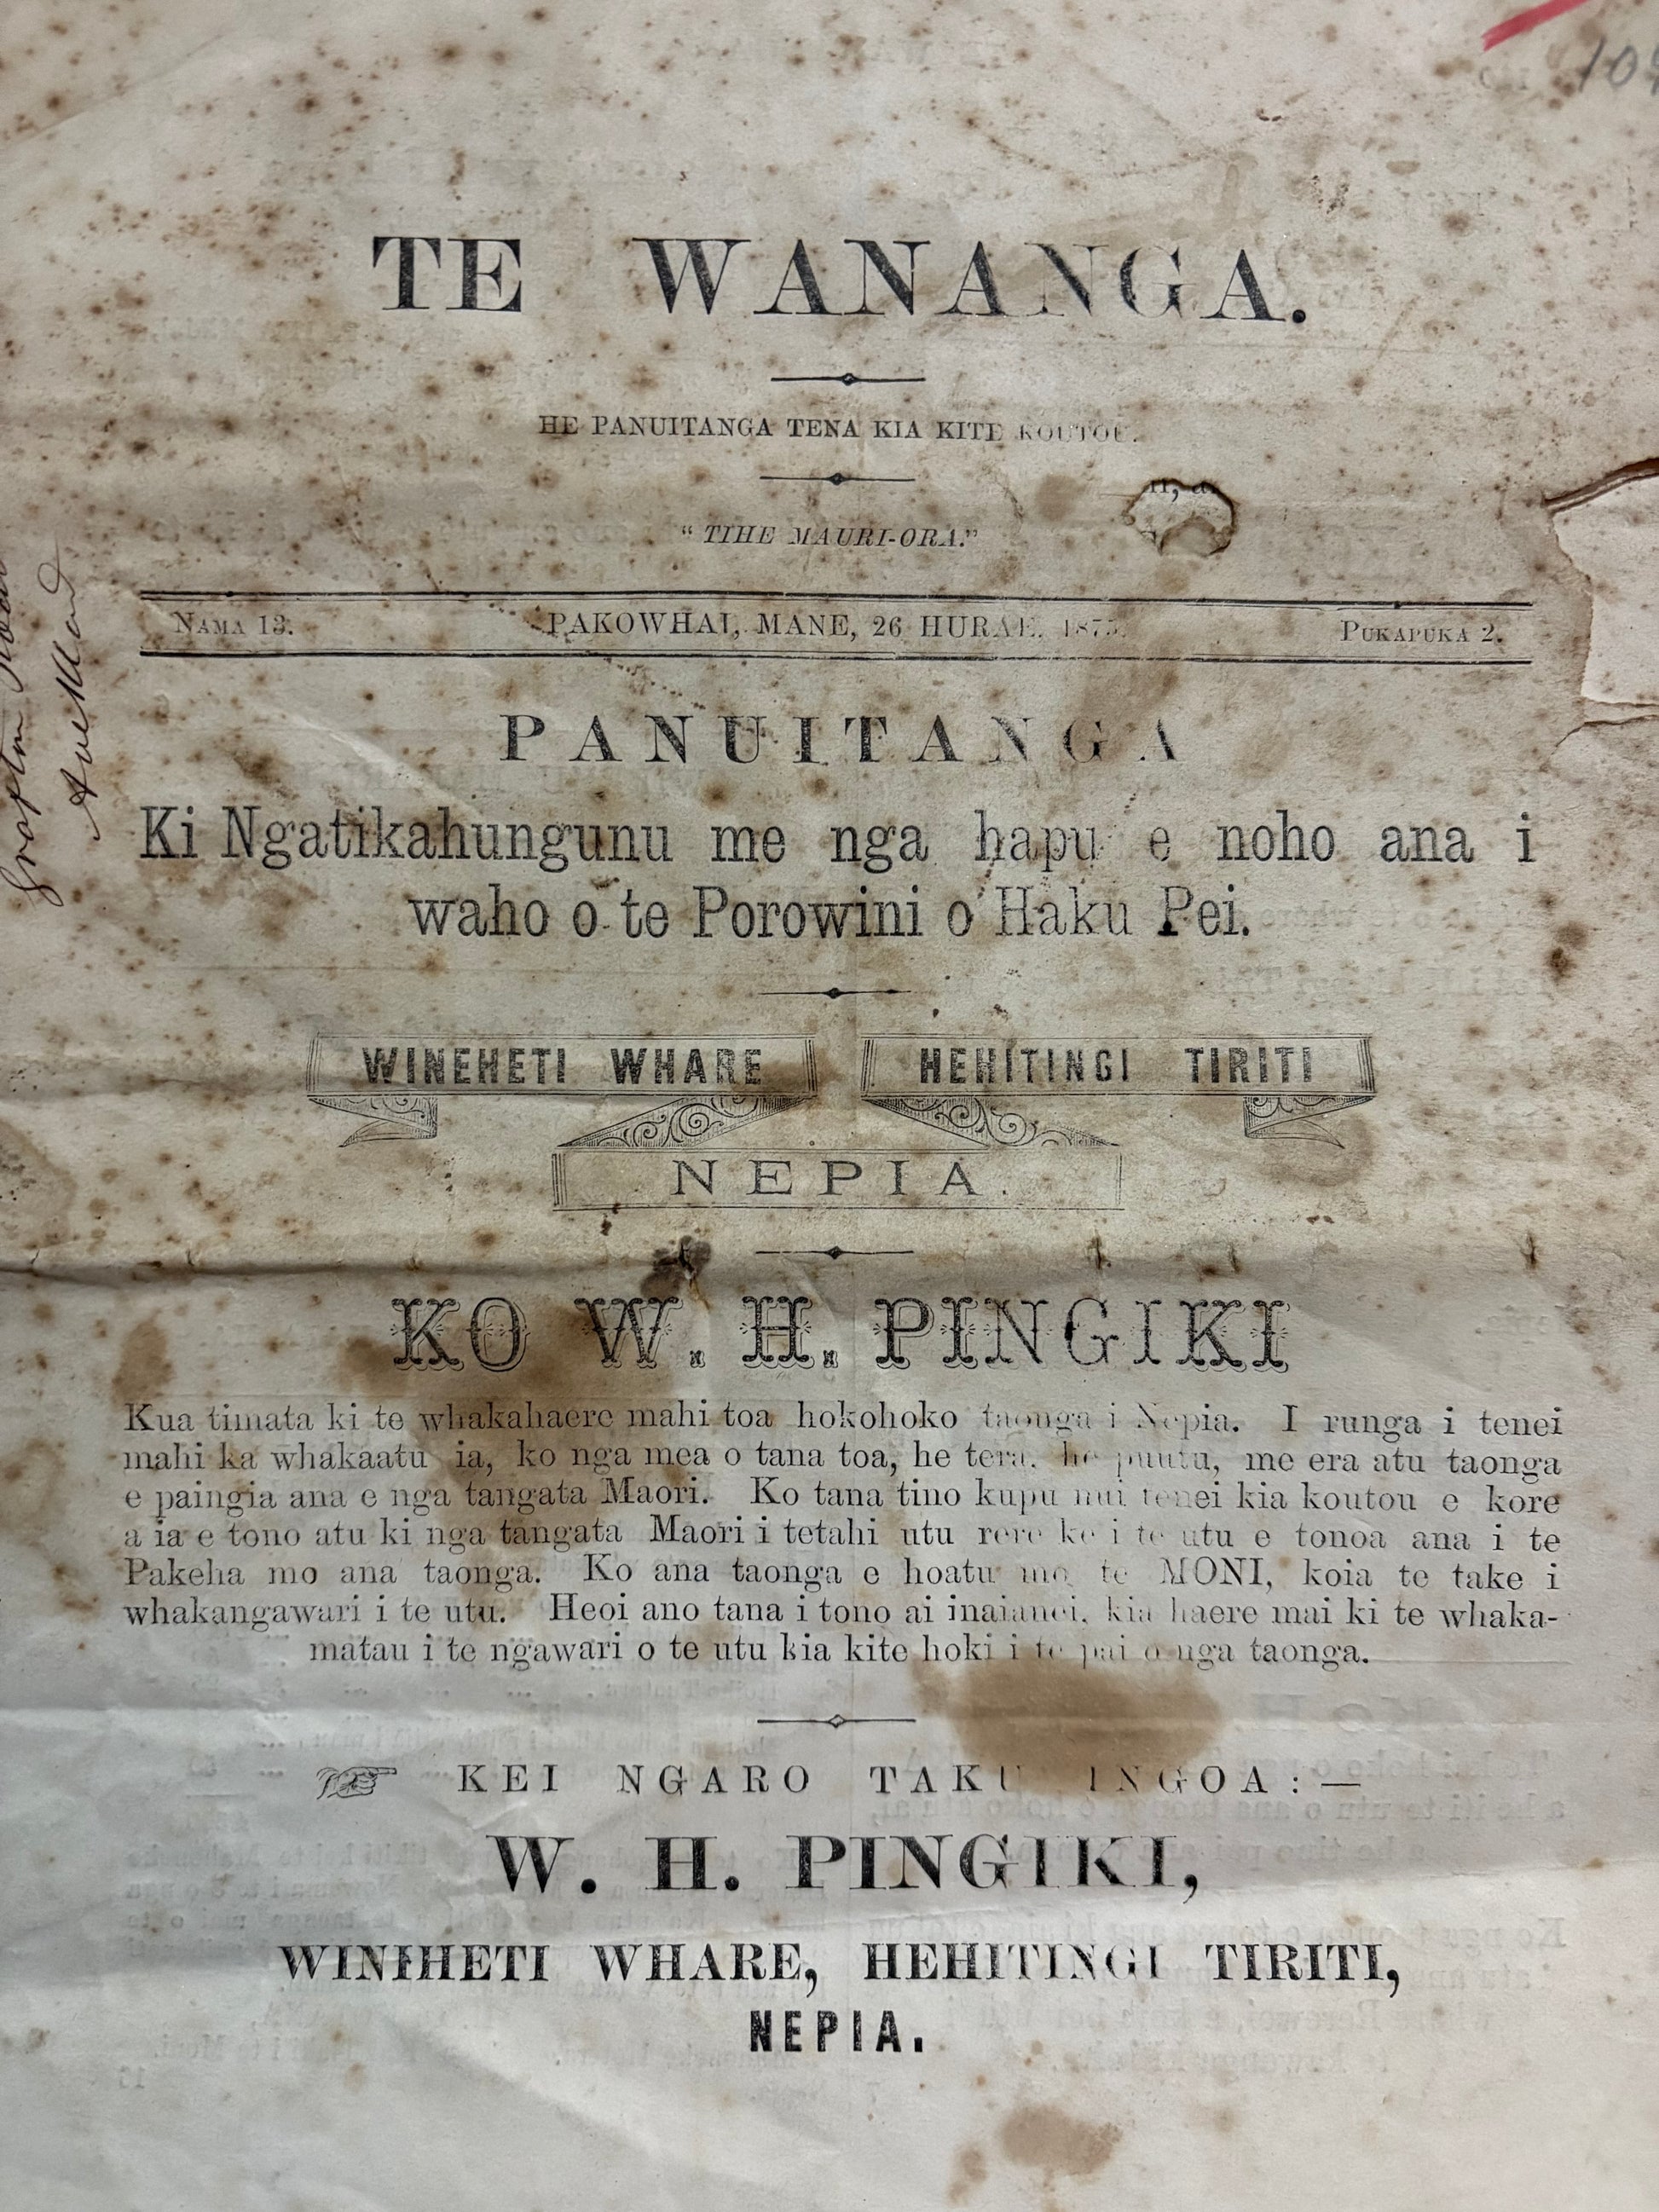 109
TE WANANGA.
HE PANUITANGA TENA KIA KITE KOUTOU.
"TIHE MAURI-ORA."
NAMA 13. PAKOWHAI, MANE, 26 HURAE, 1875. PUKAPUKA 2.
PANUITANGA
Ki Ngatikahungunu me nga hapu e noho ana i
waho o te Porowini o Haku Pei.
WINEHETI WHARE HEHITINGI TIRITI
NEPIA.
KO W. H. PINGIKI
Kua timata ki te whakahaere mahi toa hokohoko taonga i Nepia. I runga i tenei
mahi ka whakaatu ia, ko nga mea o tana toa, he tera, he puutu, me era atu taonga
e paingia ana e nga tangata Maori. Ko tana tino kupu nui tenei kia koutou e kore
a ia e tono atu ki nga tangata Maori i tetahi utu rere ke i te utu e tonoa ana i te
Pakeha mo ana taonga. Ko ana taonga e hoatu mo te MONI, koia te take i
whakangawari i te utu. Heoi ano tana i tono ai inaianei, kia haere mai ki te whaka-
matau i te ngawari o te utu kia kite hoki i te pai o nga taonga.
KEI NGARO TAKU INGOA:—
W. H. PINGIKI,
WINIHETI WHARE, HEHITINGI TIRITI,
NEPIA.
Grafton Road
Auckland